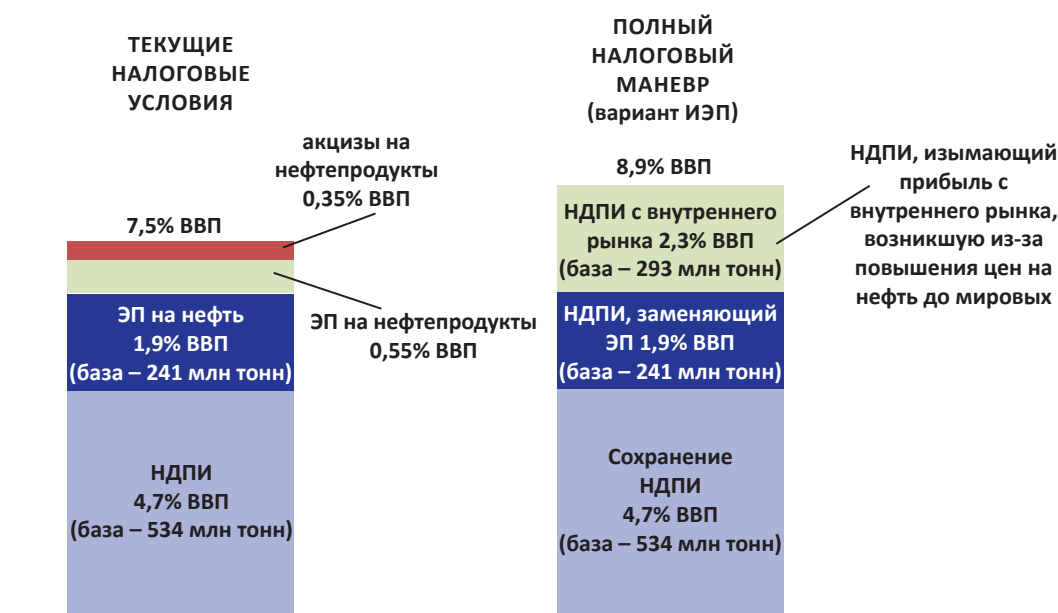 ТЕКУЩИЕ
НАЛОГОВЫЕ
УСЛОВИЯ
акцизы на
нефтепродукты
0,35% ВВП
7,5% ВВП
ЭП на нефть
1,9% ВВП
(база – 241 млн тонн)
ЭП на нефтепродукты
0,55% ВВП
НДПИ
4,7% ВВП
(база – 534 млн тонн)
ПОЛНЫЙ
НАЛОГОВЫЙ
МАНЕВР
(вариант ИЭП)
8,9% ВВП
НДПИ с внутреннего
рынка 2,3% ВВП
(база – 293 млн тонн)
НДПИ, заменяющий
ЭП 1,9% ВВП
(база – 241 млн тонн)
Сохранение
НДПИ
4,7% ВВП
(база – 534 млн тонн)
НДПИ, изымающий
прибыль с
внутреннего рынка,
возникшую из-за
повышения цен на
нефть до мировых